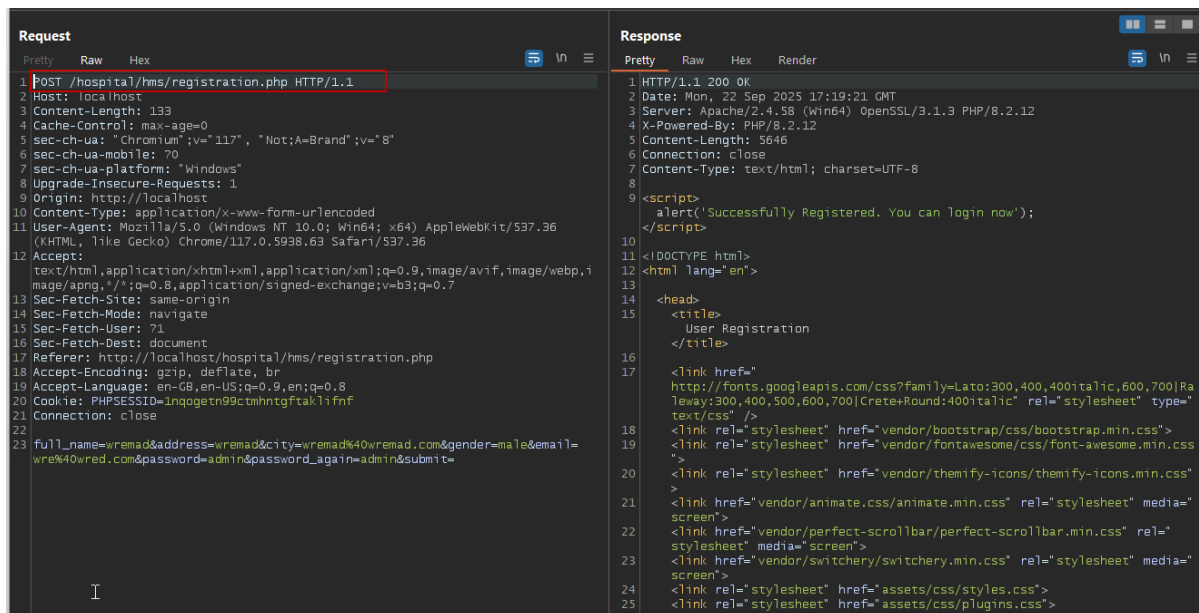 Request
Pretty Raw Hex
\n
1 POST /hospital/hms/registration.php HTTP/1.1
2 Host: localhost
3 Content-Length: 133
4 Cache-Control: max-age=0
5 sec-ch-ua: "Chromium";v="117", "Not;A=Brand";v="8"
6 sec-ch-ua-mobile: ?0
7 sec-ch-ua-platform: "Windows"
8 Upgrade-Insecure-Requests: 1
9 Origin: http://localhost
10 Content-Type: application/x-www-form-urlencoded
11 User-Agent: Mozilla/5.0 (Windows NT 10.0; Win64; x64) AppleWebKit/537.36
(KHTML, like Gecko) Chrome/117.0.5938.63 Safari/537.36
12 Accept:
text/html,application/xhtml+xml,application/xml;q=0.9,image/avif,image/webp,i
mage/apng,*/*;q=0.8,application/signed-exchange;v=b3;q=0.7
13 Sec-Fetch-Site: same-origin
14 Sec-Fetch-Mode: navigate
15 Sec-Fetch-User: ?1
16 Sec-Fetch-Dest: document
17 Referer: http://localhost/hospital/hms/registration.php
18 Accept-Encoding: gzip, deflate, br
19 Accept-Language: en-GB,en-US;q=0.9,en;q=0.8
20 Cookie: PHPSESSID=1nqogetn99ctmhntgftaklifnf
21 Connection: close
22
23 full_name=wremad&address=wremad&city=wremad%40wremad.com&gender=male&email=
wre%40wred.com&password=admin&password_again=admin&submit=
Response
Pretty Raw Hex Render
\n
1 HTTP/1.1 200 OK
2 Date: Mon, 22 Sep 2025 17:19:21 GMT
3 Server: Apache/2.4.58 (Win64) OpenSSL/3.1.3 PHP/8.2.12
4 X-Powered-By: PHP/8.2.12
5 Content-Length: 5646
6 Connection: close
7 Content-Type: text/html; charset=UTF-8
8
9 <script>
alert('Successfully Registered. You can login now');
</script>
10
11 <!DOCTYPE html>
12 <html lang="en">
13
14 <head>
15 <title>
User Registration
</title>
16
17 <link href="
http://fonts.googleapis.com/css?family=Lato:300,400,400italic,600,700|Ra
leway:300,400,500,600,700|Crete+Round:400italic" rel="stylesheet" type="
text/css" />
18 <link rel="stylesheet" href="vendor/bootstrap/css/bootstrap.min.css">
19 <link rel="stylesheet" href="vendor/fontawesome/css/font-awesome.min.css
">
20 <link rel="stylesheet" href="vendor/themify-icons/themify-icons.min.css"
>
21 <link href="vendor/animate.css/animate.min.css" rel="stylesheet" media="
screen">
22 <link href="vendor/perfect-scrollbar/perfect-scrollbar.min.css" rel="
stylesheet" media="screen">
23 <link href="vendor/switchery/switchery.min.css" rel="stylesheet" media="
screen">
24 <link rel="stylesheet" href="assets/css/styles.css">
25 <link rel="stylesheet" href="assets/css/plugins.css">